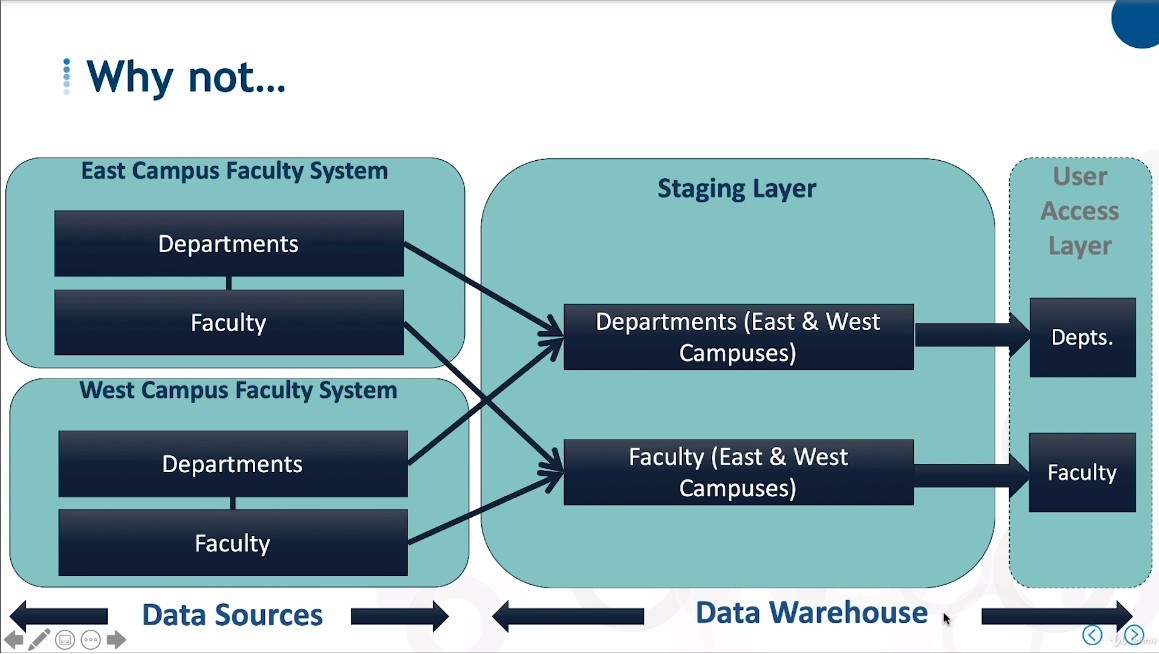 Why not...
East Campus Faculty System
Departments
Faculty
West Campus Faculty System
Departments
Faculty
Data Sources
Staging Layer
Departments (East & West
Campuses)
Faculty (East & West
Campuses)
User
Access
Layer
Depts.
Faculty
Data Warehouse